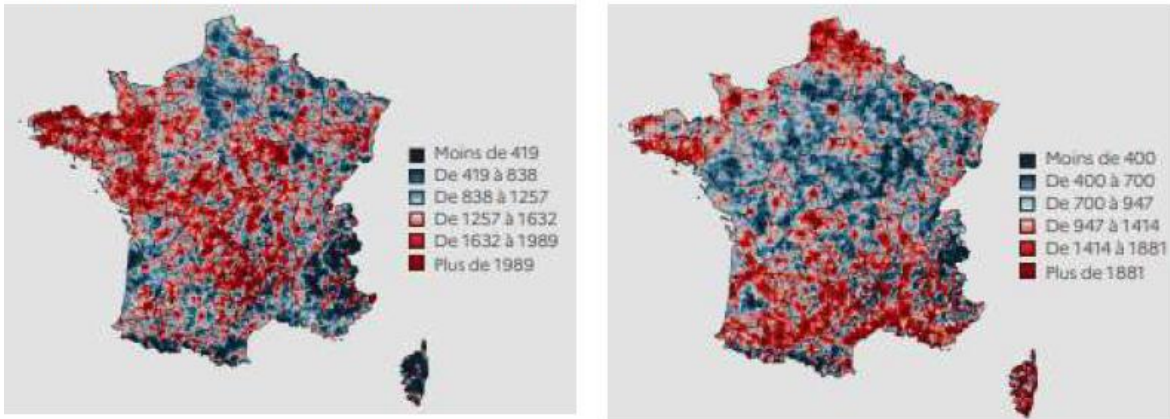 Moins de 419
De 419 à 838
De 838 à 1257
De 1257 à 1632
De 1632 à 1989
Plus de 1989
Moins de 400
De 400 à 700
De 700 à 947
De 947 à 1414
De 1414 à 1881
Plus de 1881